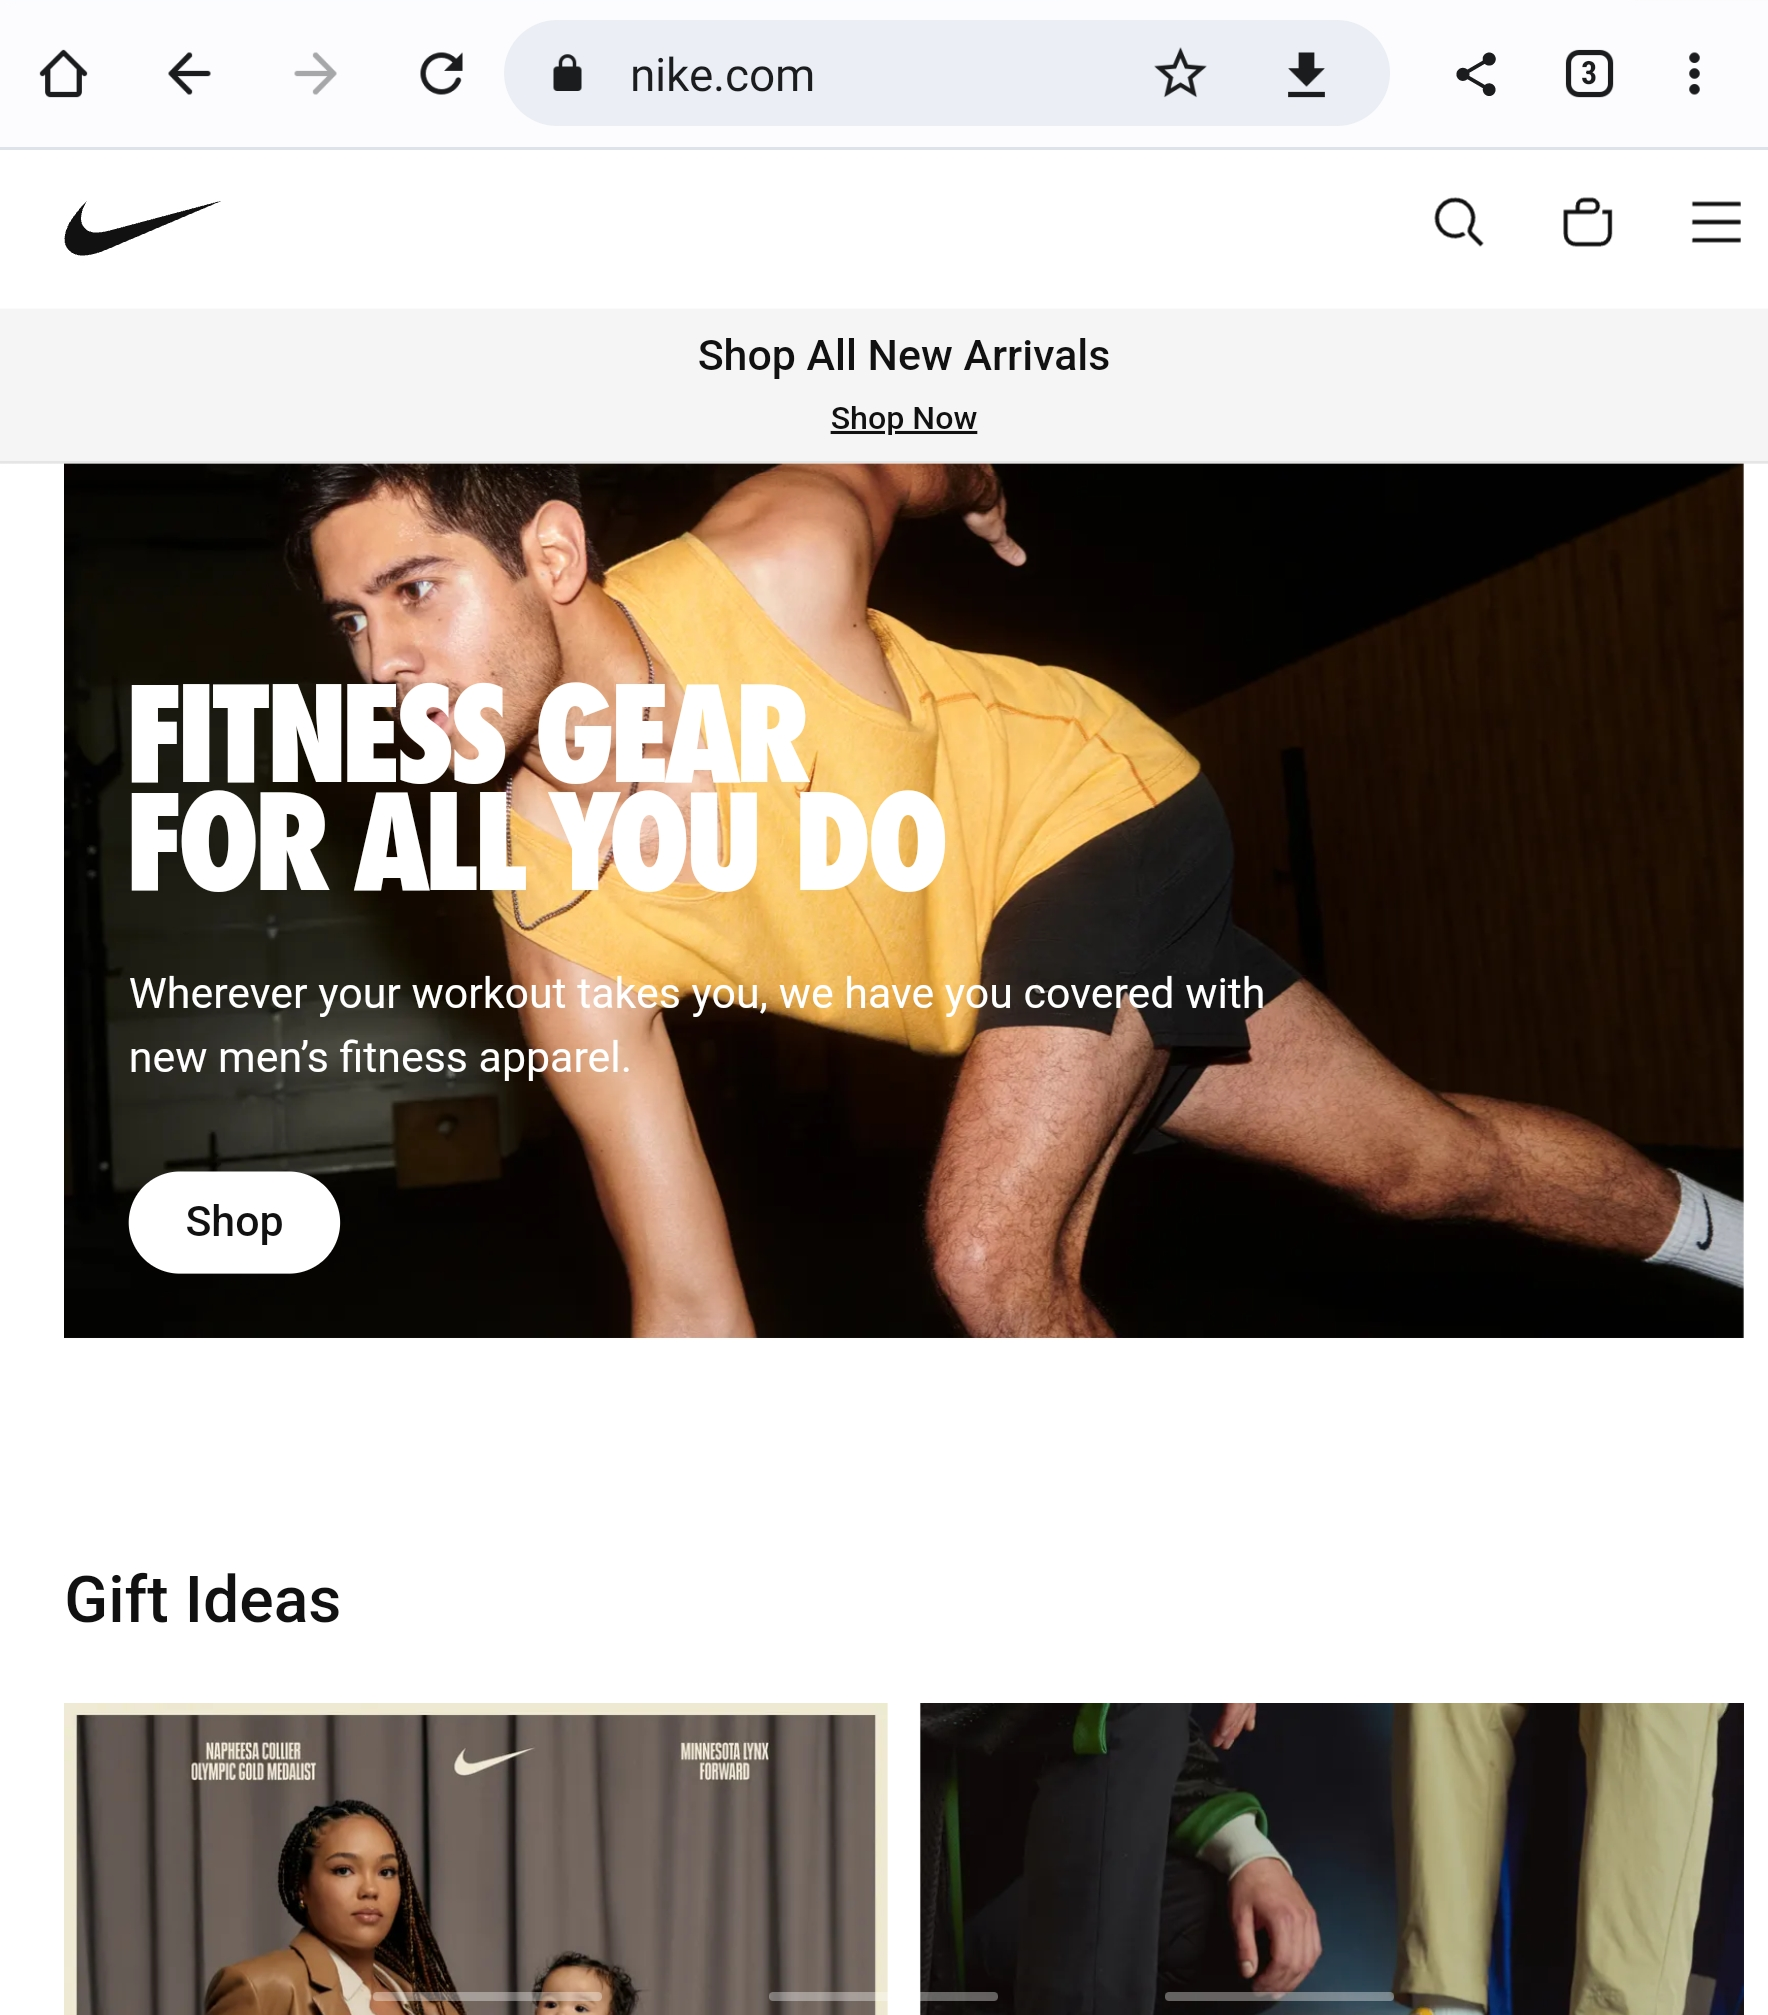 nike.com
3
Shop All New Arrivals
Shop Now
FITNESS GEAR
FOR ALL YOU DO
Wherever your workout takes you, we have you covered with
new men’s fitness apparel.
Shop
Gift Ideas
NAPHEESA COLLIER
OLYMPIC GOLD MEDALIST
MINNESOTA LYNX
FORWARD